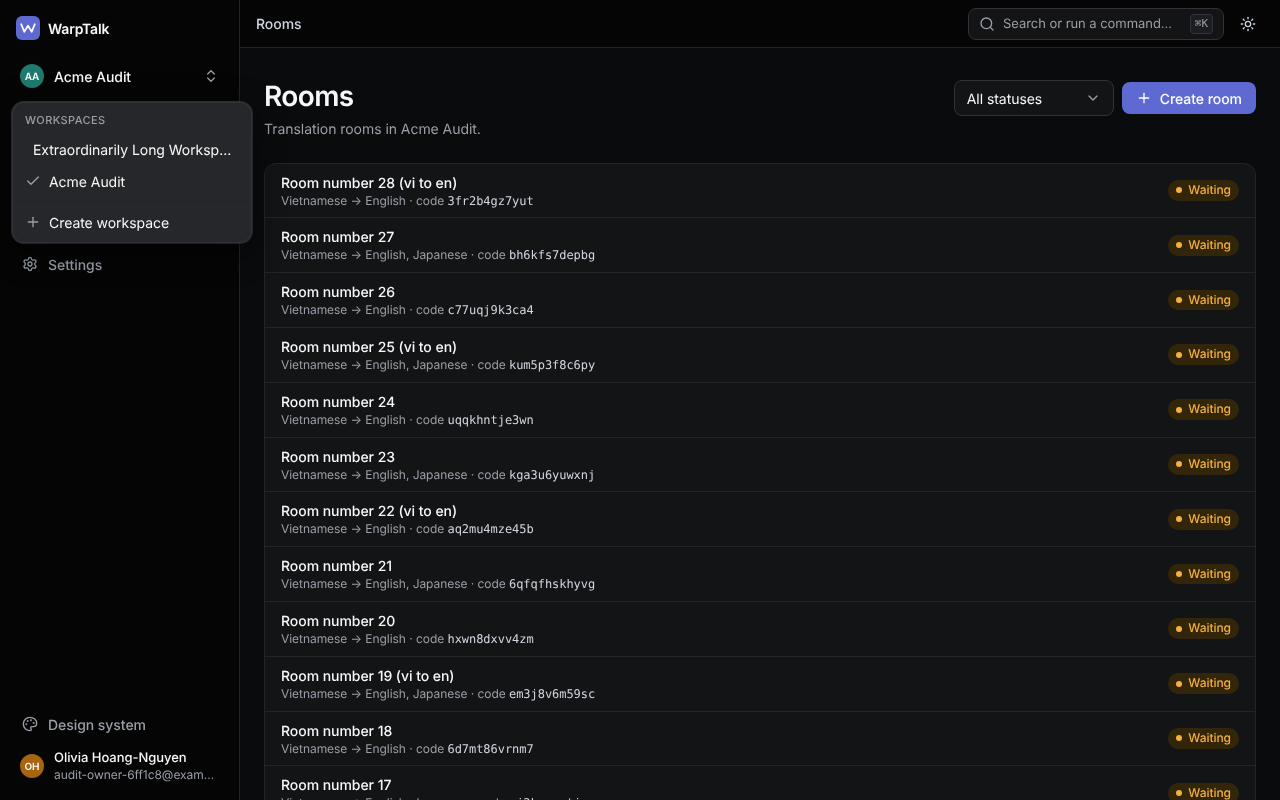 WarpTalk
Rooms
Search or run a command...
⌘K
AA
Acme Audit
WORKSPACES
Extraordinarily Long Worksp...
Acme Audit
Create workspace
Settings
Design system
OH
Olivia Hoang-Nguyen
audit-owner-6ff1c8@exam...
Rooms
Translation rooms in Acme Audit.
All statuses
Create room
Room number 28 (vi to en)
Vietnamese → English · code 3fr2b4gz7yut
Waiting
Room number 27
Vietnamese → English, Japanese · code bh6kfs7depbg
Waiting
Room number 26
Vietnamese → English · code c77uqj9k3ca4
Waiting
Room number 25 (vi to en)
Vietnamese → English, Japanese · code kum5p3f8c6py
Waiting
Room number 24
Vietnamese → English · code uqqkhntje3wn
Waiting
Room number 23
Vietnamese → English, Japanese · code kga3u6yuwxnj
Waiting
Room number 22 (vi to en)
Vietnamese → English · code aq2mu4mze45b
Waiting
Room number 21
Vietnamese → English, Japanese · code 6qfqfhskhyvg
Waiting
Room number 20
Vietnamese → English · code hxwn8dxvv4zm
Waiting
Room number 19 (vi to en)
Vietnamese → English, Japanese · code em3j8v6m59sc
Waiting
Room number 18
Vietnamese → English · code 6d7mt86vrnm7
Waiting
Room number 17
Waiting